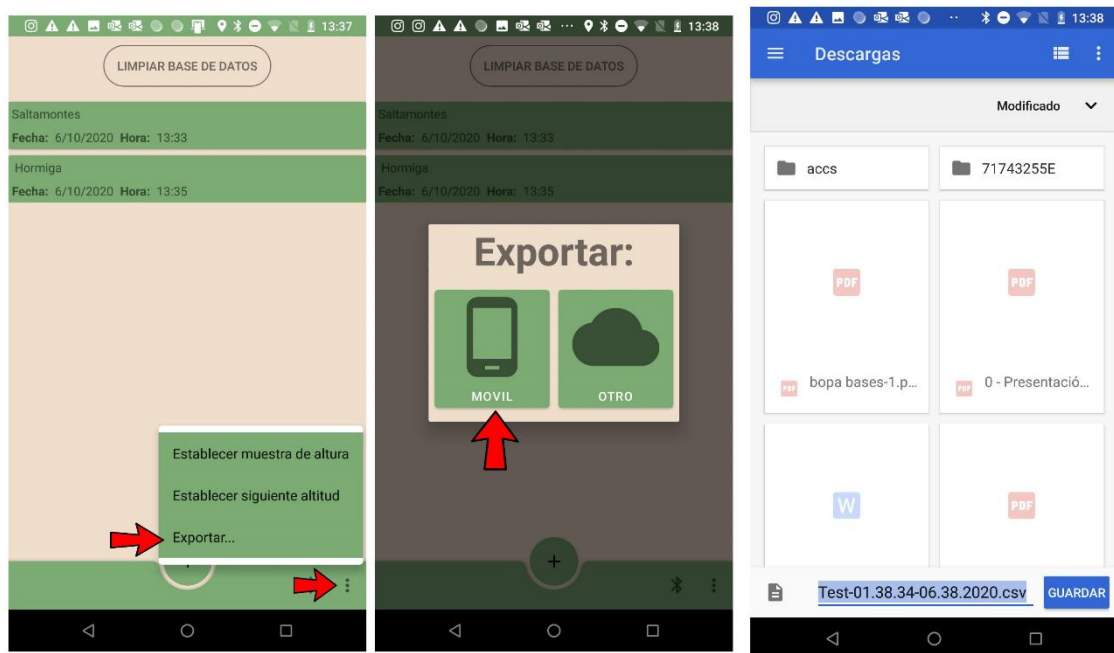 13:37
LIMPIAR BASE DE DATOS
Saltamontes
Fecha: 6/10/2020 Hora: 13:33
Hormiga
Fecha: 6/10/2020 Hora: 13:35
Establecer muestra de altura
Establecer siguiente altitud
Exportar...
13:38
LIMPIAR BASE DE DATOS
Saltamontes
Fecha: 6/10/2020 Hora: 13:33
Hormiga
Fecha: 6/10/2020 Hora: 13:35
Exportar:
MOVIL
OTRO
13:38
Descargas
Modificado
accs
71743255E
PDF
PDF
PDF bopa bases-1.p...
PDF 0 - Presentació...
W
PDF
Test-01.38.34-06.38.2020.csv
GUARDAR